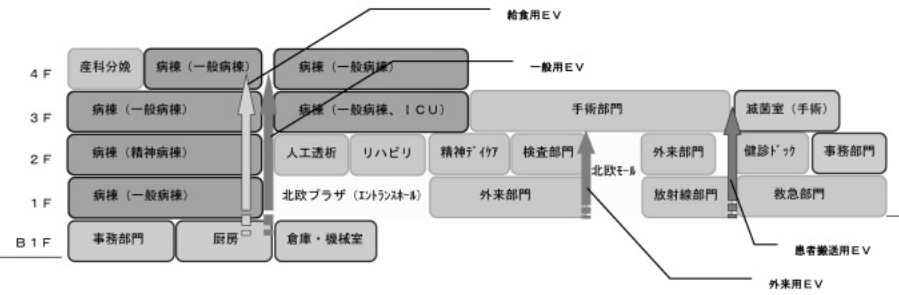 給食用ＥＶ
一般用ＥＶ
４Ｆ 産科分娩 病棟（一般病棟） 病棟（一般病棟）
３Ｆ 病棟（一般病棟） 病棟（一般病棟、ＩＣＵ） 手術部門 滅菌室（手術）
２Ｆ 病棟（精神病棟） 人工透析 リハビリ 精神ﾃﾞｲｹｱ 検査部門 外来部門 健診ﾄﾞｯｸ 事務部門
北欧ﾓｰﾙ
１Ｆ 病棟（一般病棟） 北欧プラザ（ｴﾝﾄﾗﾝｽﾎｰﾙ） 外来部門 放射線部門 救急部門
Ｂ１Ｆ 事務部門 厨房 倉庫・機械室
患者搬送用ＥＶ
外来用ＥＶ